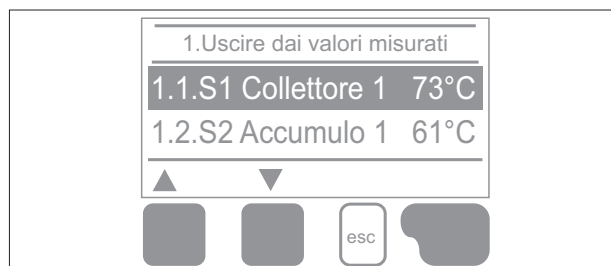 1.Uscire dai valori misurati
1.1.S1 Collettore 1 73°C
1.2.S2 Accumulo 1 61°C
esc